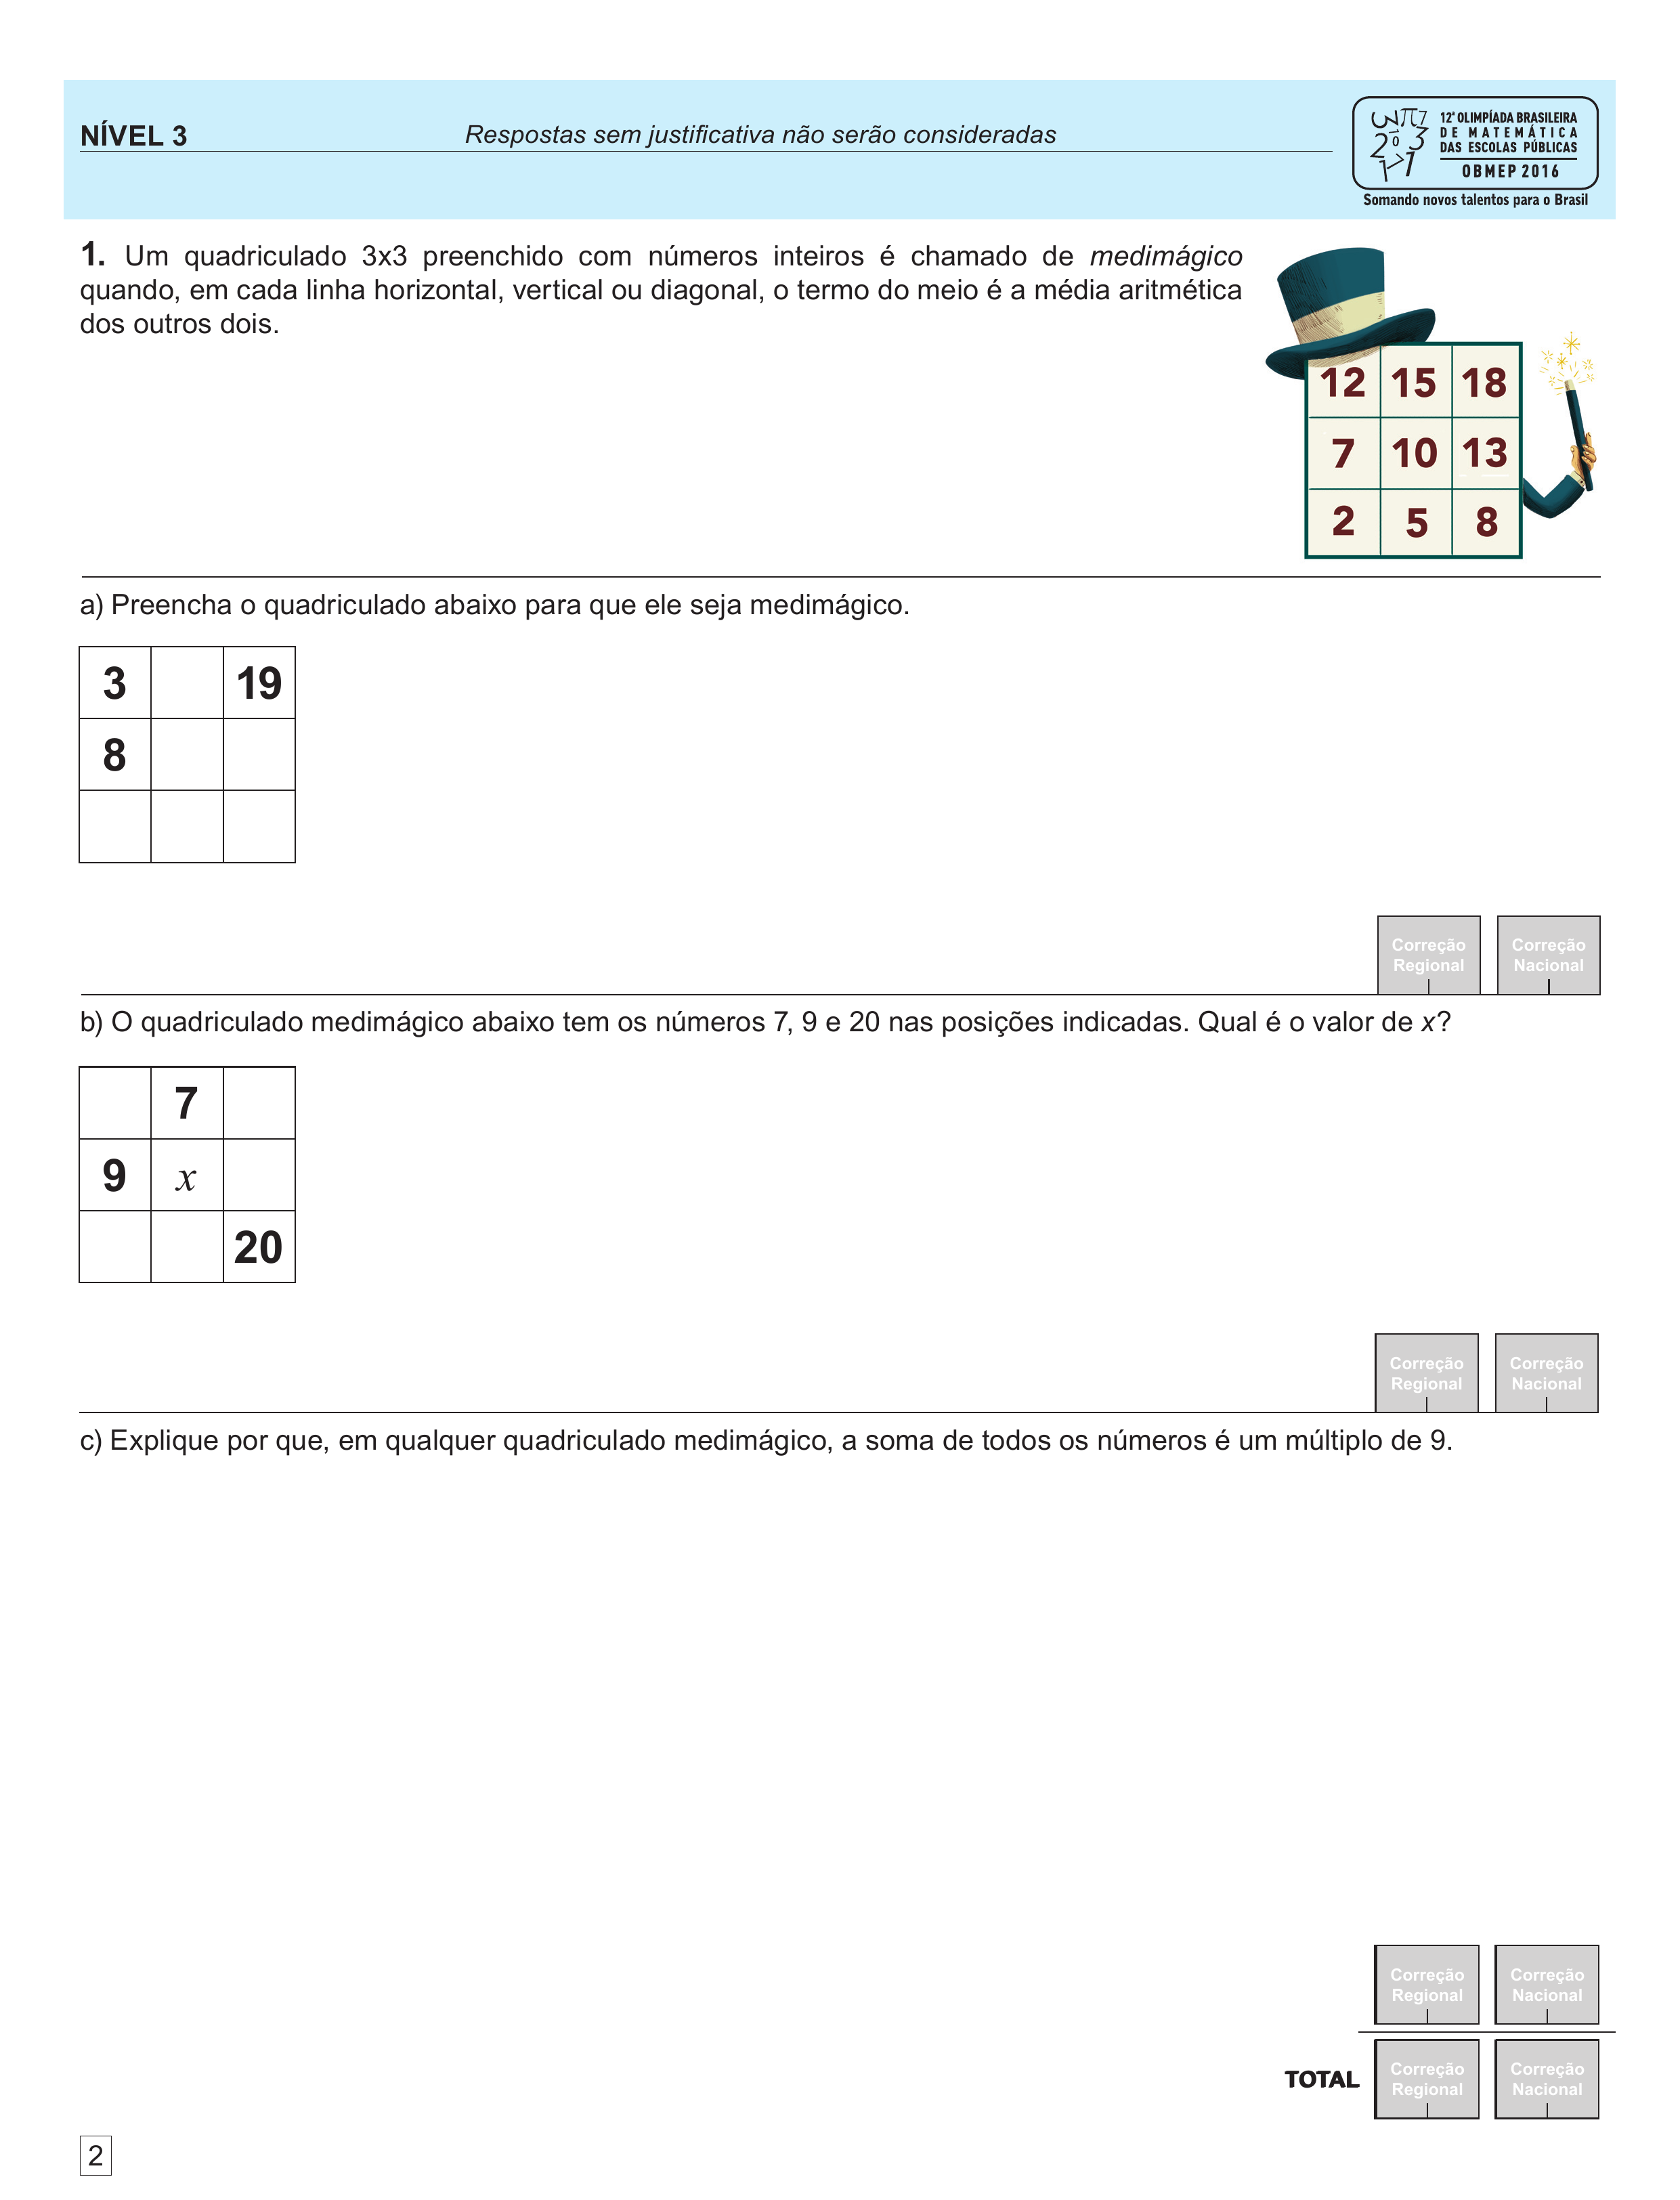 NÍVEL 3
Respostas sem justificativa não serão consideradas
12ª OLIMPÍADA BRASILEIRA
DE MATEMÁTICA
DAS ESCOLAS PÚBLICAS
OBMEP 2016
Somando novos talentos para o Brasil
1. Um quadriculado 3x3 preenchido com números inteiros é chamado de medimágico
quando, em cada linha horizontal, vertical ou diagonal, o termo do meio é a média aritmética
dos outros dois.
12 15 18
7 10 13
2 5 8
a) Preencha o quadriculado abaixo para que ele seja medimágico.
3 19
8
Correção Correção
Regional Nacional
b) O quadriculado medimágico abaixo tem os números 7, 9 e 20 nas posições indicadas. Qual é o valor de x?
7
9 x
20
Correção Correção
Regional Nacional
c) Explique por que, em qualquer quadriculado medimágico, a soma de todos os números é um múltiplo de 9.
Correção Correção
Regional Nacional
TOTAL
Correção Correção
Regional Nacional
2